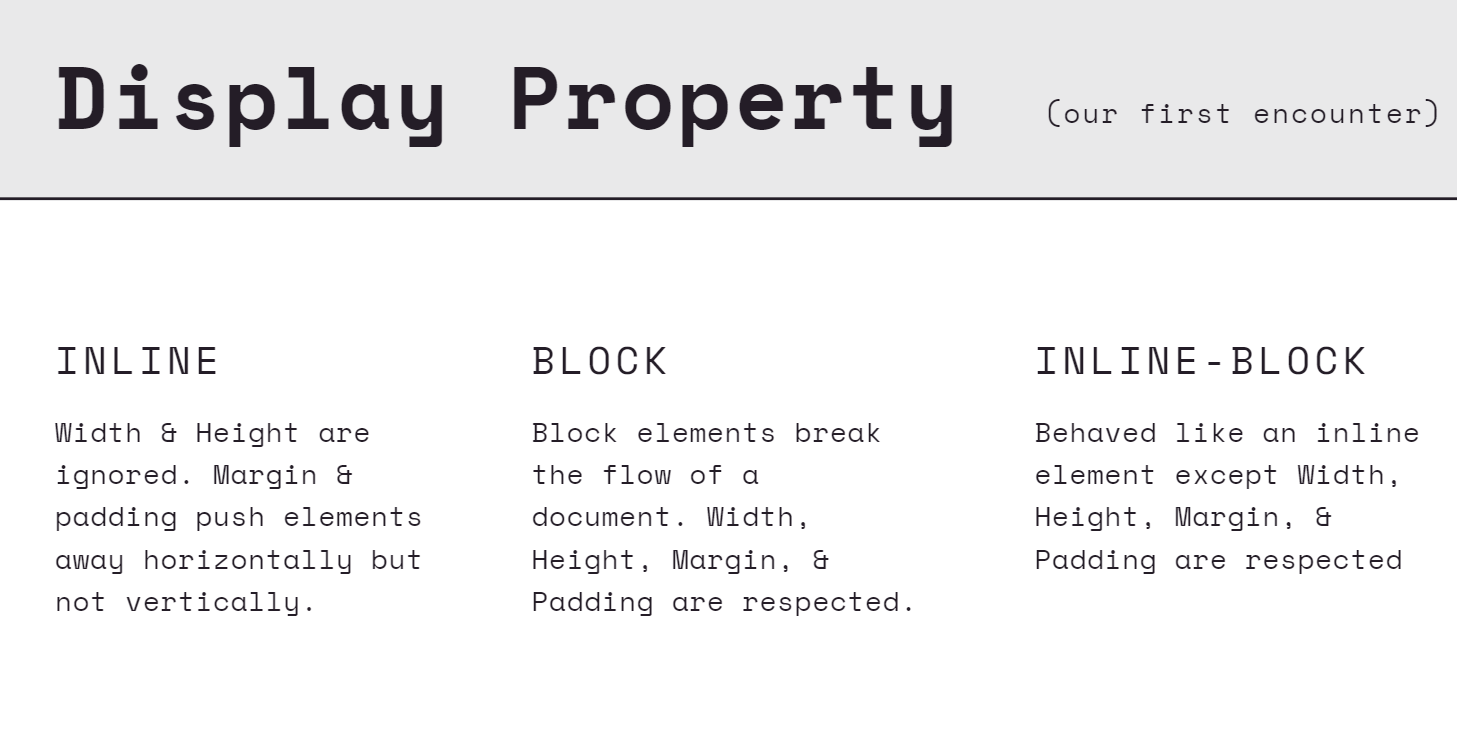 Display Property (our first encounter)
INLINE
Width & Height are
ignored. Margin &
padding push elements
away horizontally but
not vertically.
BLOCK
Block elements break
the flow of a
document. Width,
Height, Margin, &
Padding are respected.
INLINE-BLOCK
Behaved like an inline
element except Width,
Height, Margin, &
Padding are respected